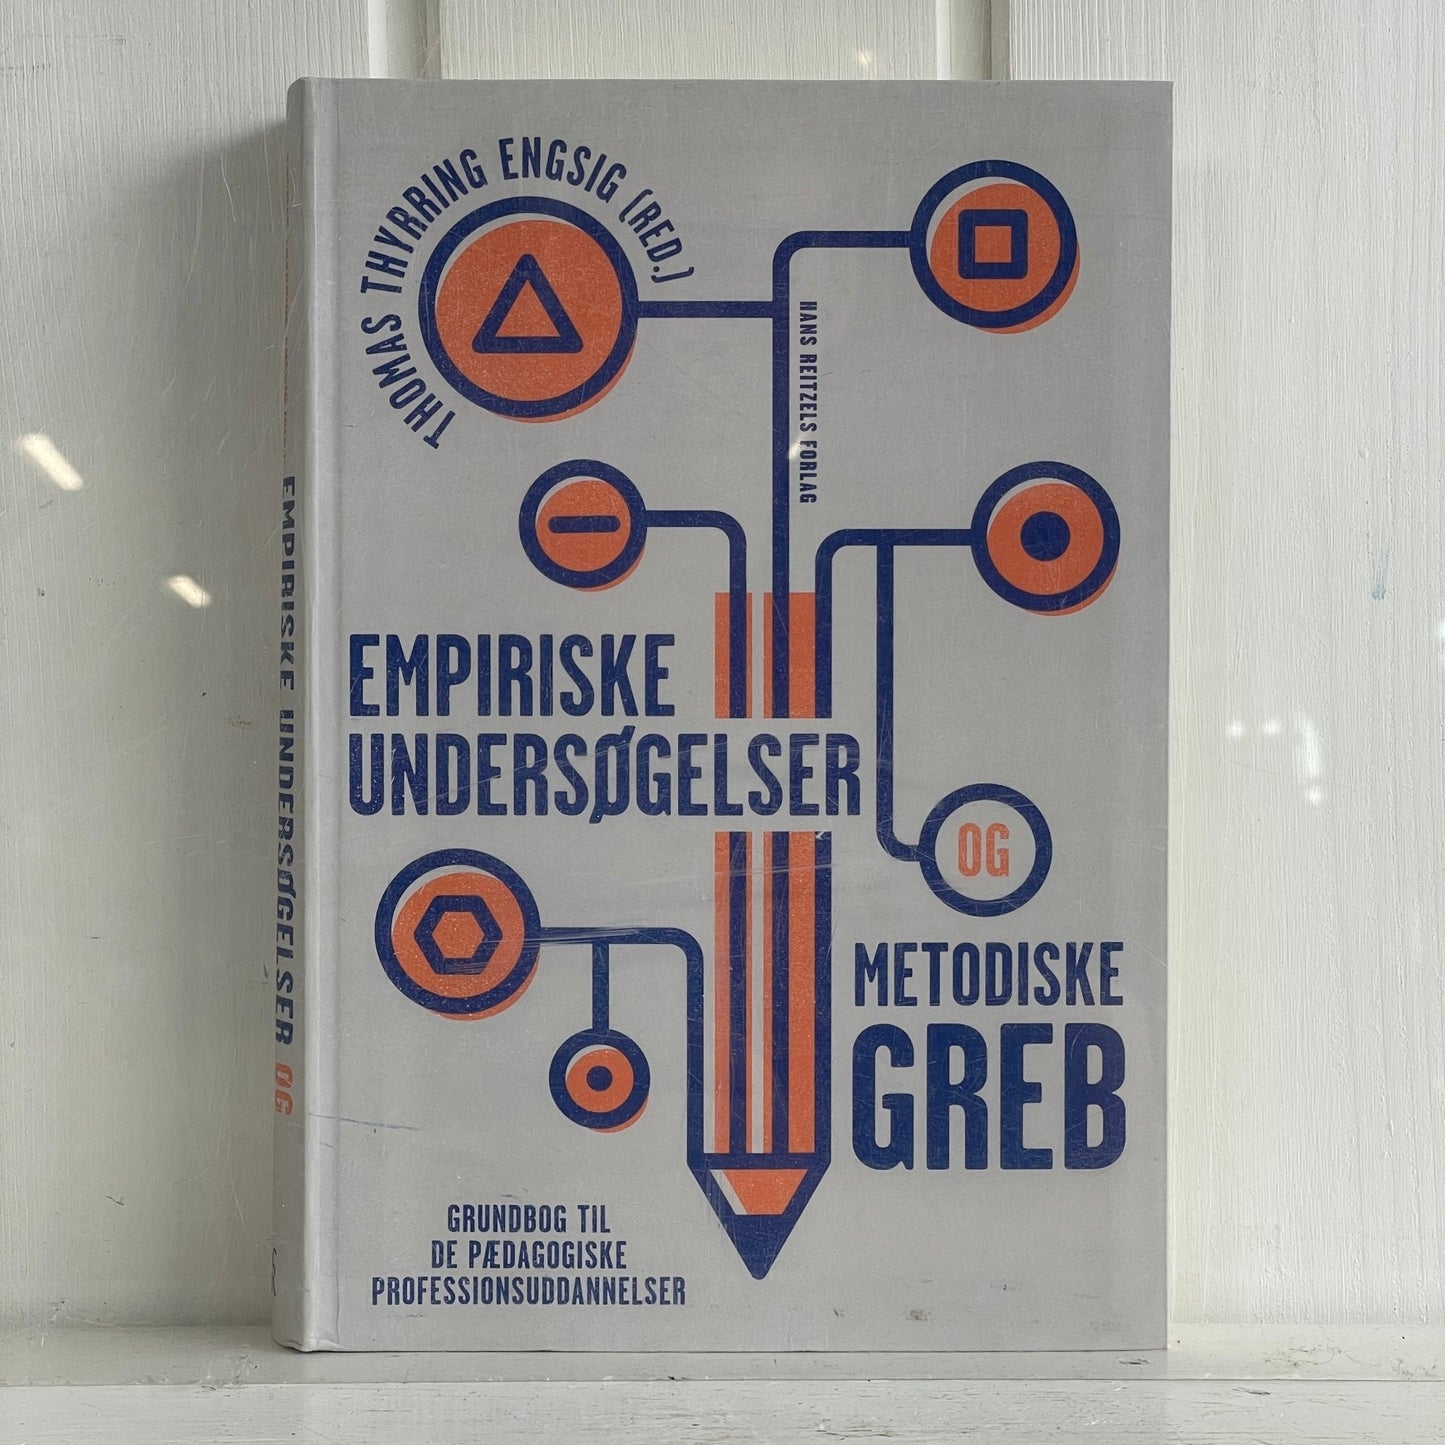 THOMAS THYRRING ENGSIG (RED.)
HANS REITZELS FORLAG
EMPIRISKE
UNDERSØGELSER
OG
METODISKE
GREB
GRUNDBOG TIL
DE PÆDAGOGISKE
PROFESSIONSUDDANNELSER
EMPIRISKE UNDERSØGELSER OG